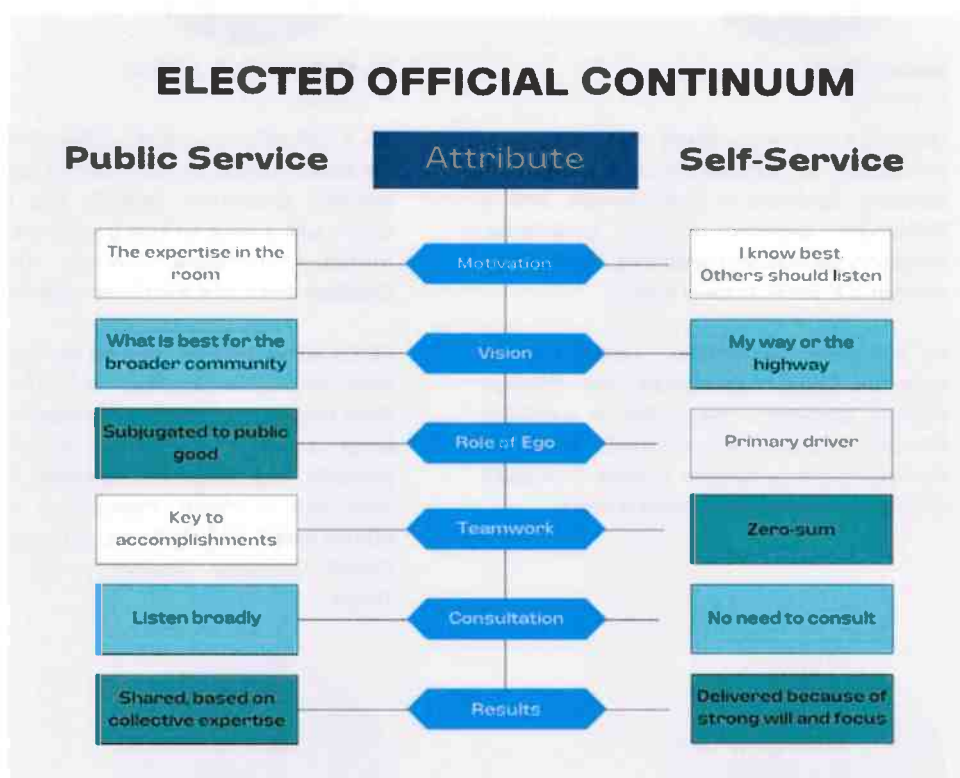 ELECTED OFFICIAL CONTINUUM
Public Service
Attribute
Self-Service
The expertise in the
room
Motivation
I know best.
Others should listen
What is best for the
broader community
Vision
My way or the
highway
Subjugated to public
good
Role of Ego
Primary driver
Key to
accomplishments
Teamwork
Zero-sum
Listen broadly
Consultation
No need to consult
Shared, based on
collective expertise
Results
Delivered because of
strong will and focus